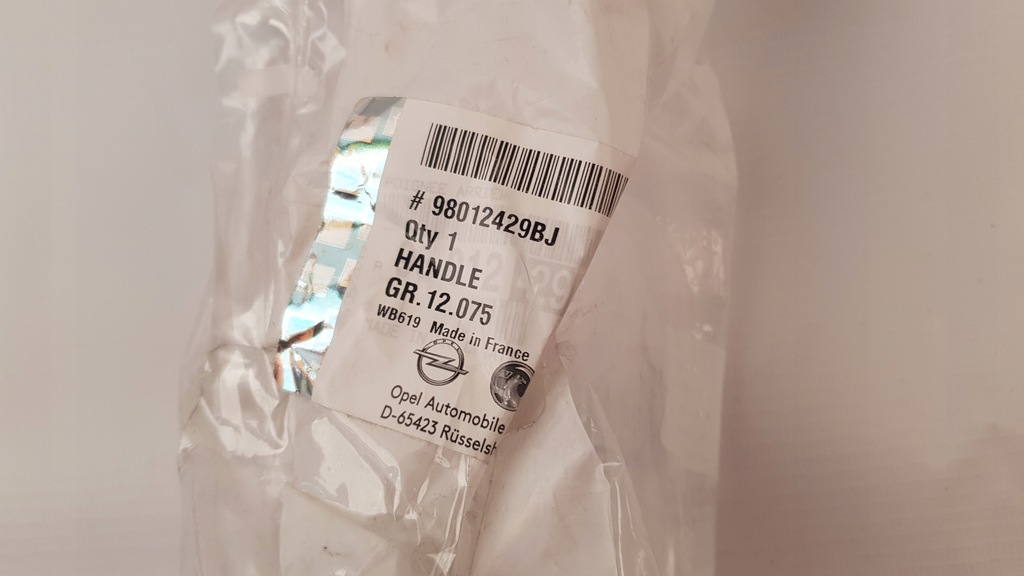 # 98012429BJ
Qty 1
HANDLE
GR. 12.075
WB619 Made in France
Opel Automobile
D-65423 Rüsselsh